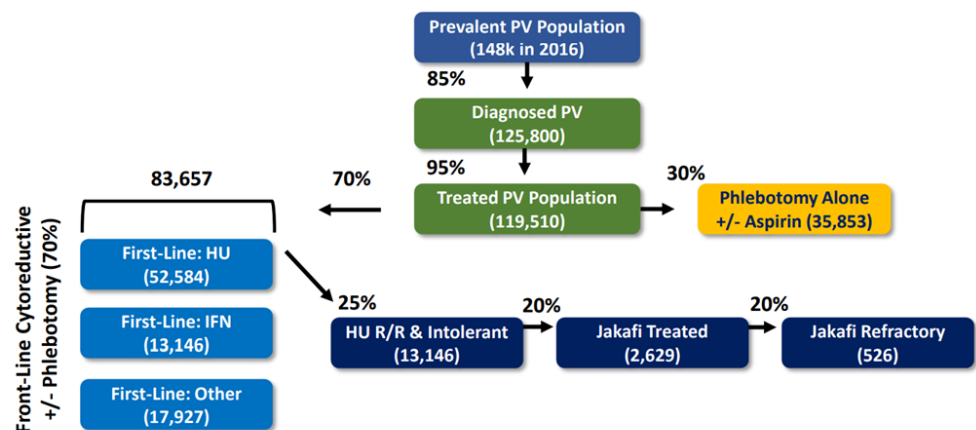 Prevalent PV Population
(148k in 2016)
85%
Diagnosed PV
(125,800)
95%
Treated PV Population
(119,510)
30%
Phlebotomy Alone
+/- Aspirin (35,853)
70%
83,657
Front-Line Cytoreductive
+/- Phlebotomy (70%)
First-Line: HU
(52,584)
First-Line: IFN
(13,146)
First-Line: Other
(17,927)
25%
HU R/R & Intolerant
(13,146)
20%
Jakafi Treated
(2,629)
20%
Jakafi Refractory
(526)